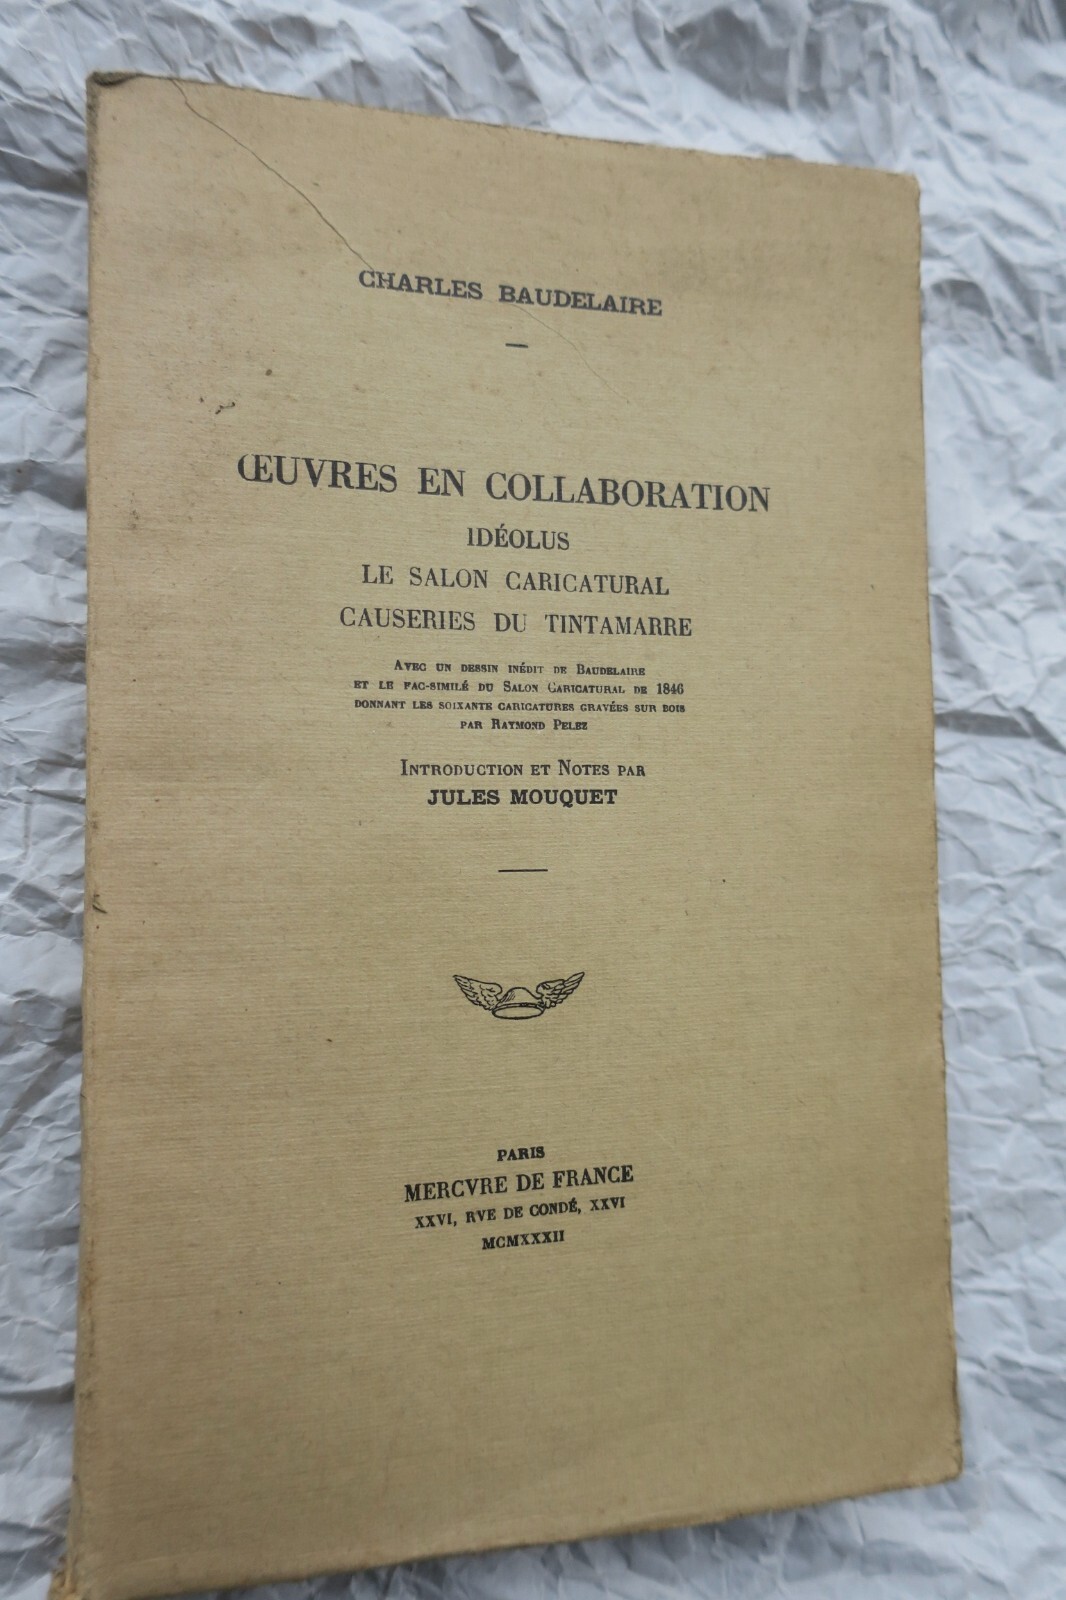 CHARLES BAUDELAIRE
ŒUVRES EN COLLABORATION
IDÉOLUS
LE SALON CARICATURAL
CAUSERIES DU TINTAMARRE
AVEC UN DESSIN INÉDIT DE BAUDELAIRE
ET LE FAC-SIMILÉ DU SALON CARICATURAL DE 1846
DONNANT LES SOIXANTE CARICATURES GRAVÉES SUR BOIS
PAR RAYMOND PELEZ
INTRODUCTION ET NOTES PAR
JULES MOUQUET
PARIS
MERCVRE DE FRANCE
XXVI, RVE DE CONDÉ, XXVI
MCMXXXII